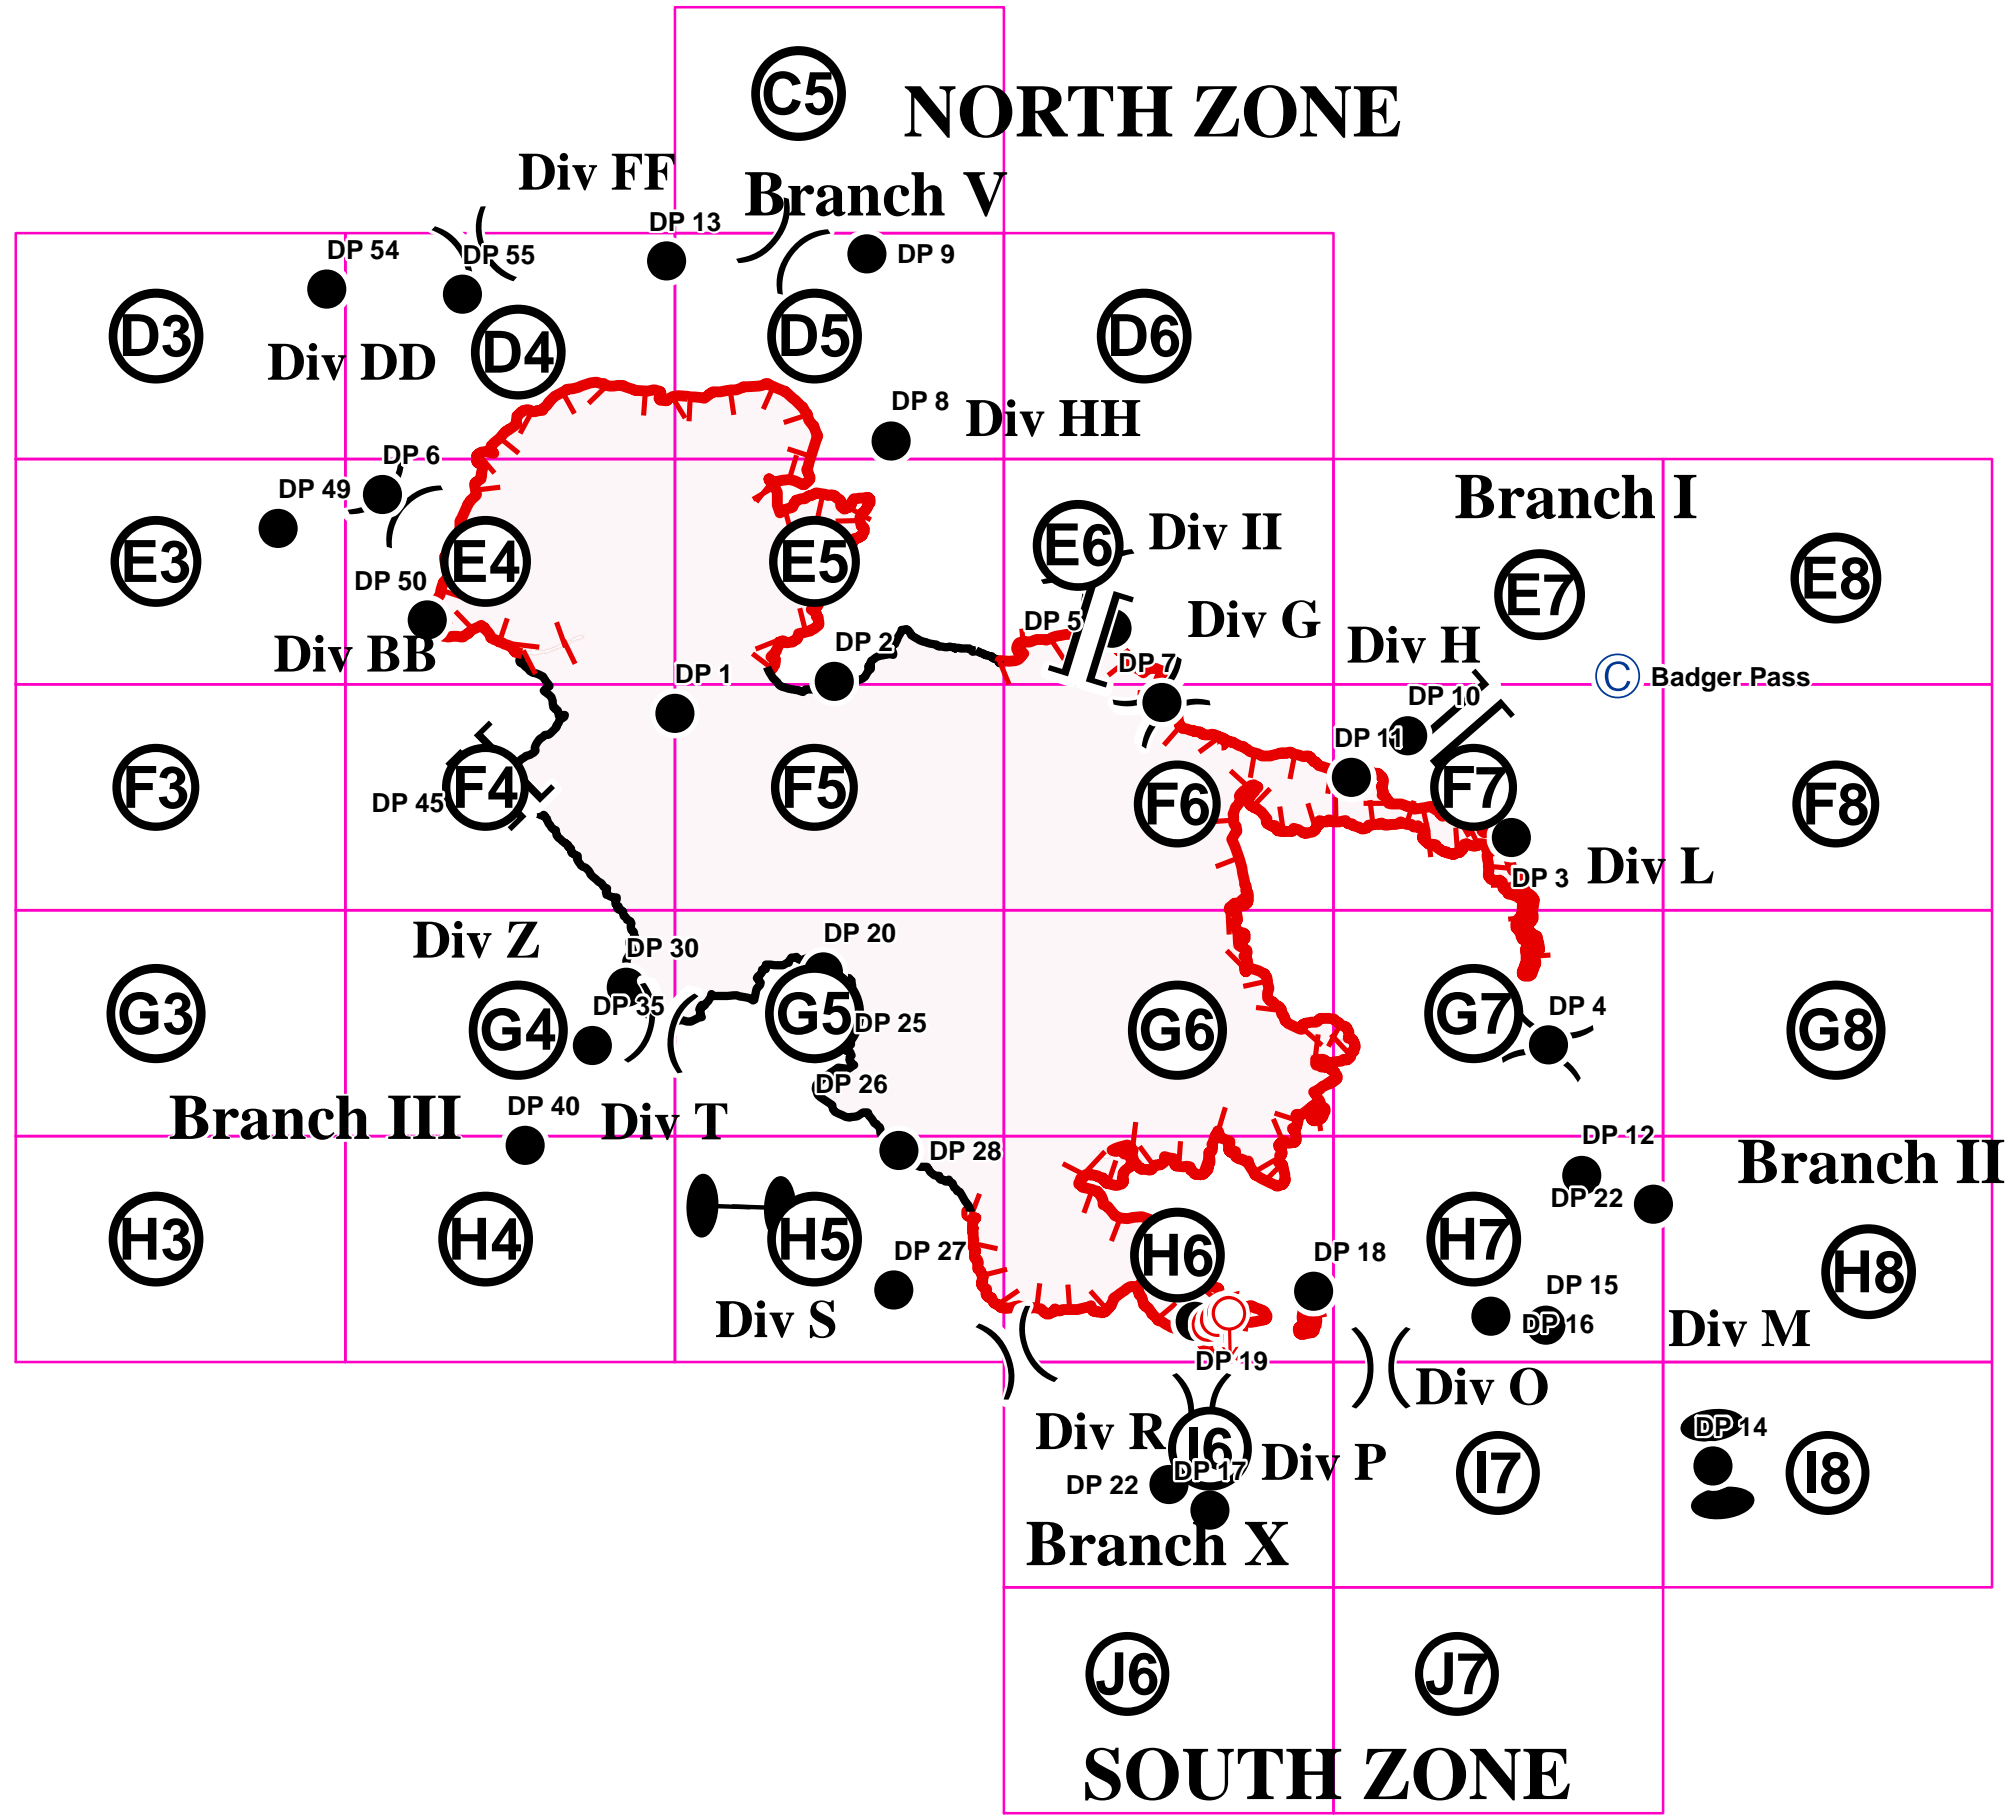 C5
NORTH ZONE
Div FF
Branch V
DP 13
DP 54
DP 55
DP 9
D3
Div DD
D4
D5
D6
DP 8
Div HH
DP 6
DP 49
Branch I
E3
E4
E5
E6
Div II
E7
E8
DP 50
DP 5
Div G
Div BB
DP 2
DP 7
Div H
DP 1
C Badger Pass
DP 10
DP 11
F3
DP 45
F4
F5
F6
F7
F8
DP 3
Div L
Div Z
DP 30
DP 20
G3
G4
DP 35
G5
DP 25
G6
G7
DP 4
G8
DP 26
Branch III
DP 40
Div T
DP 28
DP 12
Branch II
DP 22
H3
H4
H5
DP 27
H6
DP 18
H7
H8
DP 15
Div S
DP 16
Div M
DP 19
Div O
Div R
I6
Div P
DP 14
DP 22
DP 17
I7
I8
Branch X
J6
J7
SOUTH ZONE